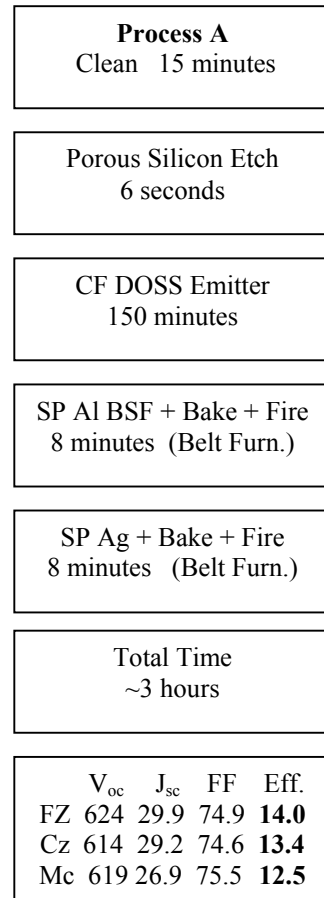 Process A
Clean 15 minutes
Porous Silicon Etch
6 seconds
CF DOSS Emitter
150 minutes
SP Al BSF + Bake + Fire
8 minutes (Belt Furn.)
SP Ag + Bake + Fire
8 minutes (Belt Furn.)
Total Time
~3 hours
Voc Jsc FF Eff.
FZ 624 29.9 74.9 14.0
Cz 614 29.2 74.6 13.4
Mc 619 26.9 75.5 12.5